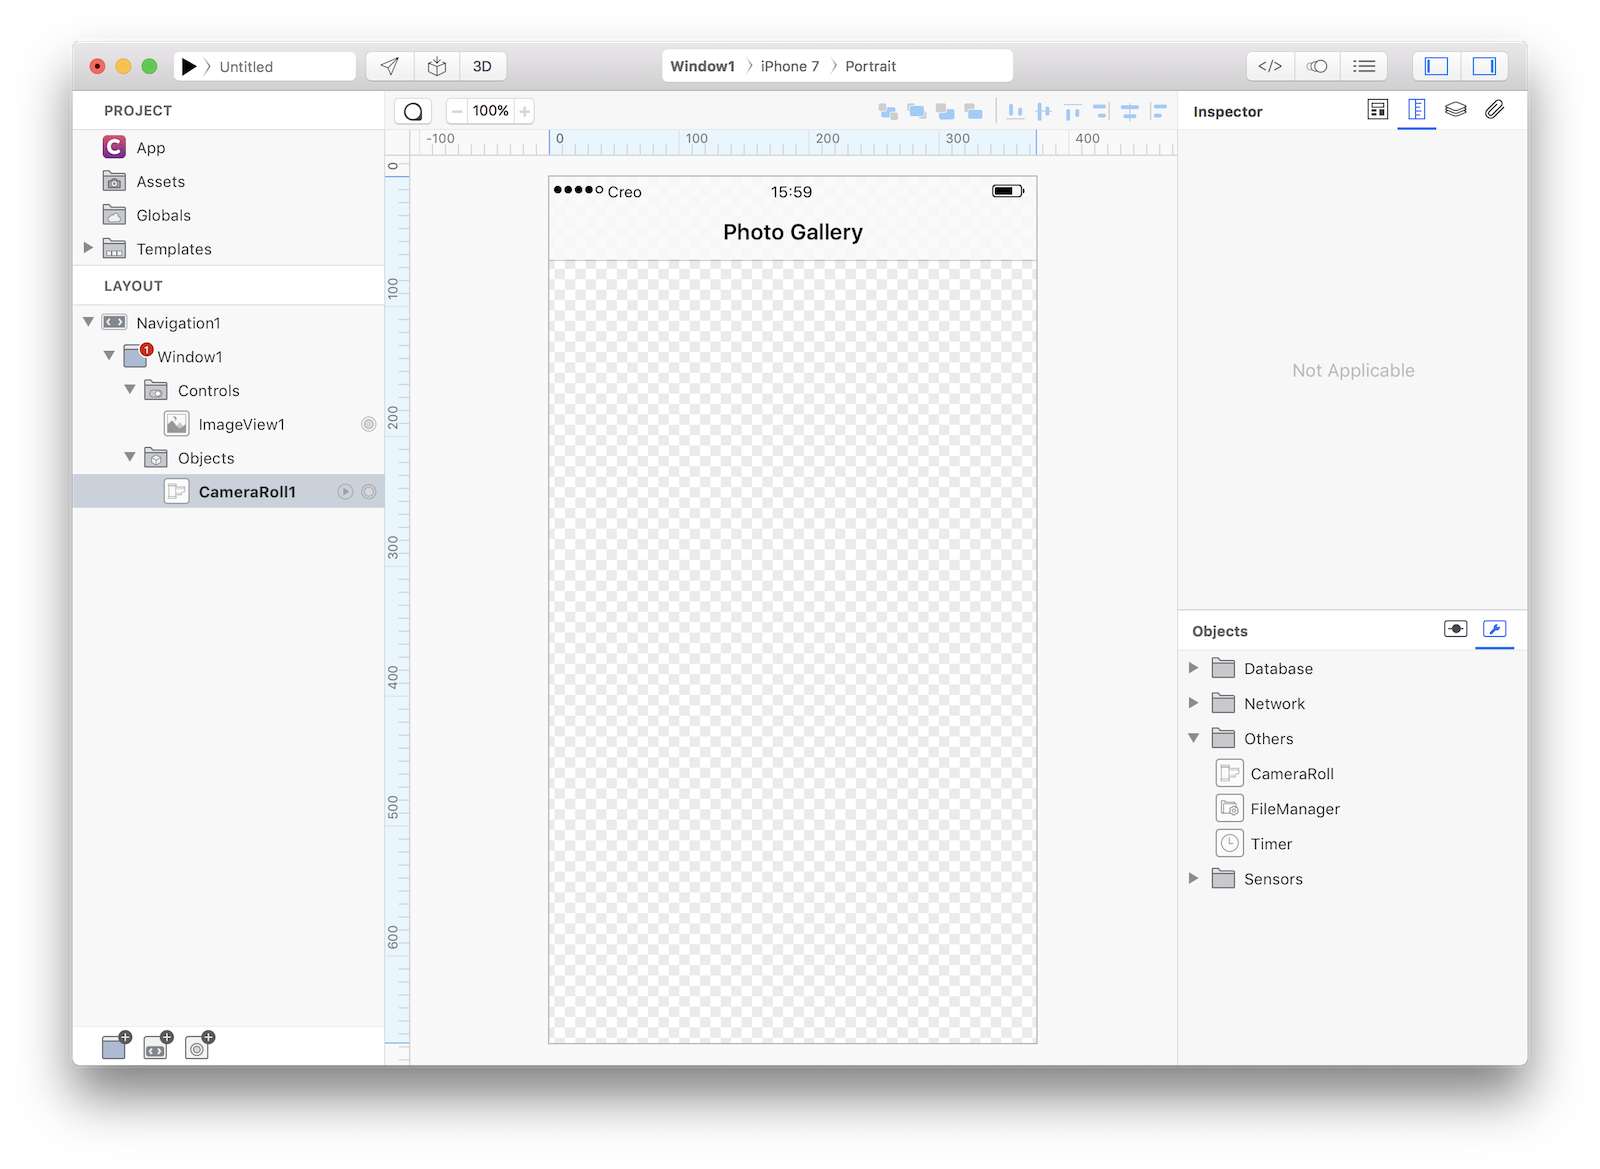 Untitled
3D
Window1 iPhone 7 Portrait
</>
PROJECT
App
Assets
Globals
Templates
LAYOUT
Navigation1
1
Window1
Controls
ImageView1
Objects
CameraRoll1
100%
-100 0 100 200 300 400
0
100
200
300
400
500
600
Creo 15:59
Photo Gallery
Inspector
Not Applicable
Objects
Database
Network
Others
CameraRoll
FileManager
Timer
Sensors